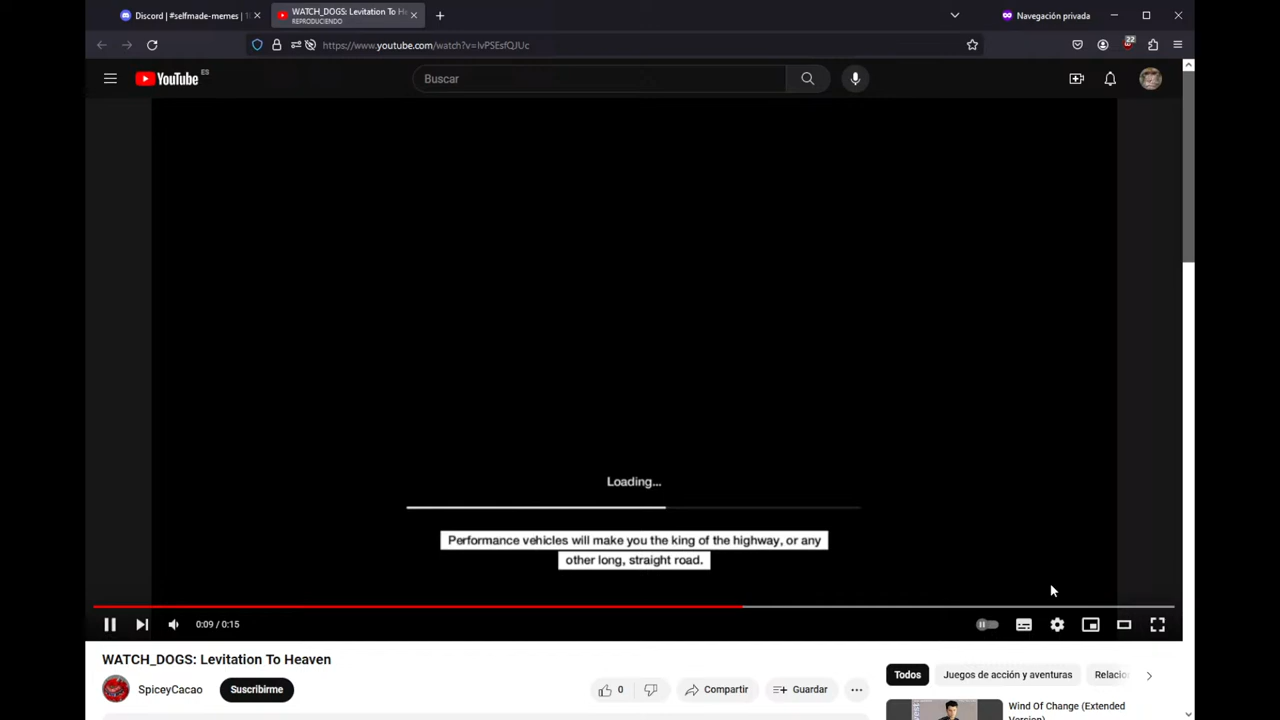 Discord | #selfmade-memes |
WATCH_DOGS: Levitation To He
REPRODUCIENDO
Navegación privada
https://www.youtube.com/watch?v=lvPSEsfQJUc
22
YouTube ES
Buscar
Loading...
Performance vehicles will make you the king of the highway, or any
other long, straight road.
0:09 / 0:15
WATCH_DOGS: Levitation To Heaven
SpiceyCacao
Suscribirme
0
Compartir
Guardar
Todos
Juegos de acción y aventuras
Relacio
Wind Of Change (Extended
Version)